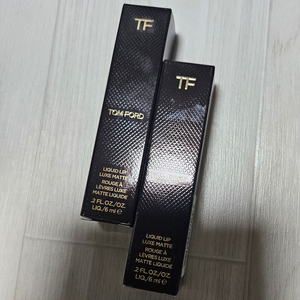 TF
TOM FORD
LIQUID LIP
LUXE MATTE
ROUGE À
LÈVRES LUXE
MATTE LIQUIDE
.2 FL.OZ./OZ.
LIQ./6 ml e
TF
LIQUID LIP
LUXE MATTE
ROUGE À
LÈVRES LUXE
MATTE LIQUIDE
.2 FL.OZ./OZ.
LIQ./6 ml e